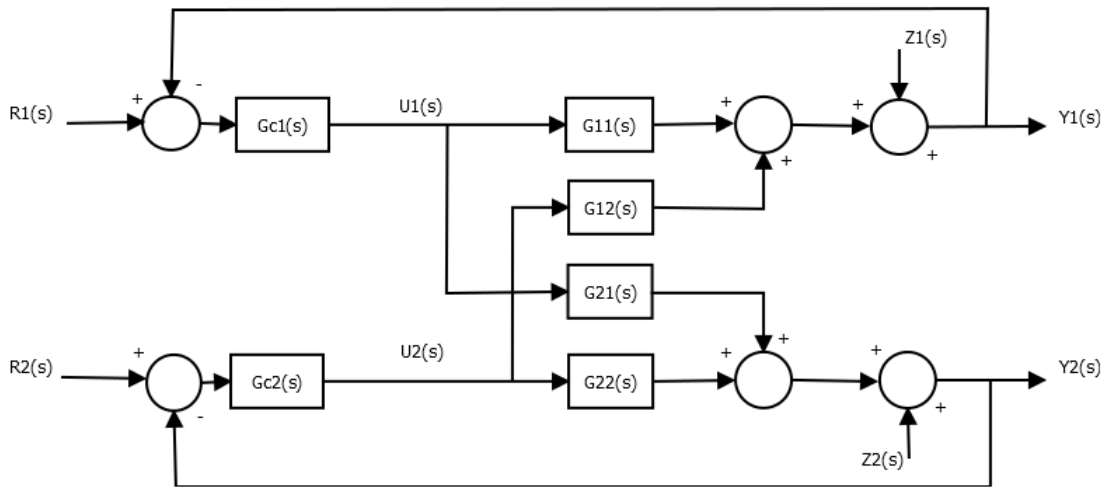 Z1(s)
R1(s) + - Gc1(s) U1(s) G11(s) + + + + Y1(s)
G12(s)
G21(s)
R2(s) + - Gc2(s) U2(s) G22(s) + + + + Y2(s)
Z2(s)